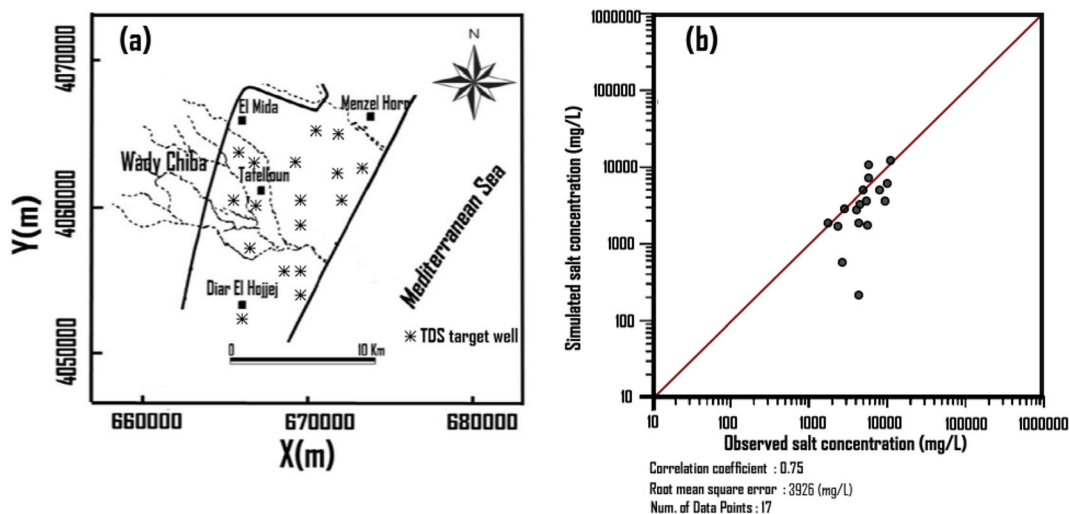 (a)
N
El Mida
Menzel Horr
Wady Chiba
Tafelloun
Diar El Hojjej
Mediterranean Sea
TDS target well
0 10 Km
Y(m)
4070000
4060000
4050000
660000 670000 680000
X(m)
(b)
Simulated salt concentration (mg/L)
1000000
100000
10000
1000
100
10
10 100 1000 10000 100000 1000000
Observed salt concentration (mg/L)
Correlation coefficient : 0.75
Root mean square error : 3926 (mg/L)
Num. of Data Points : 17